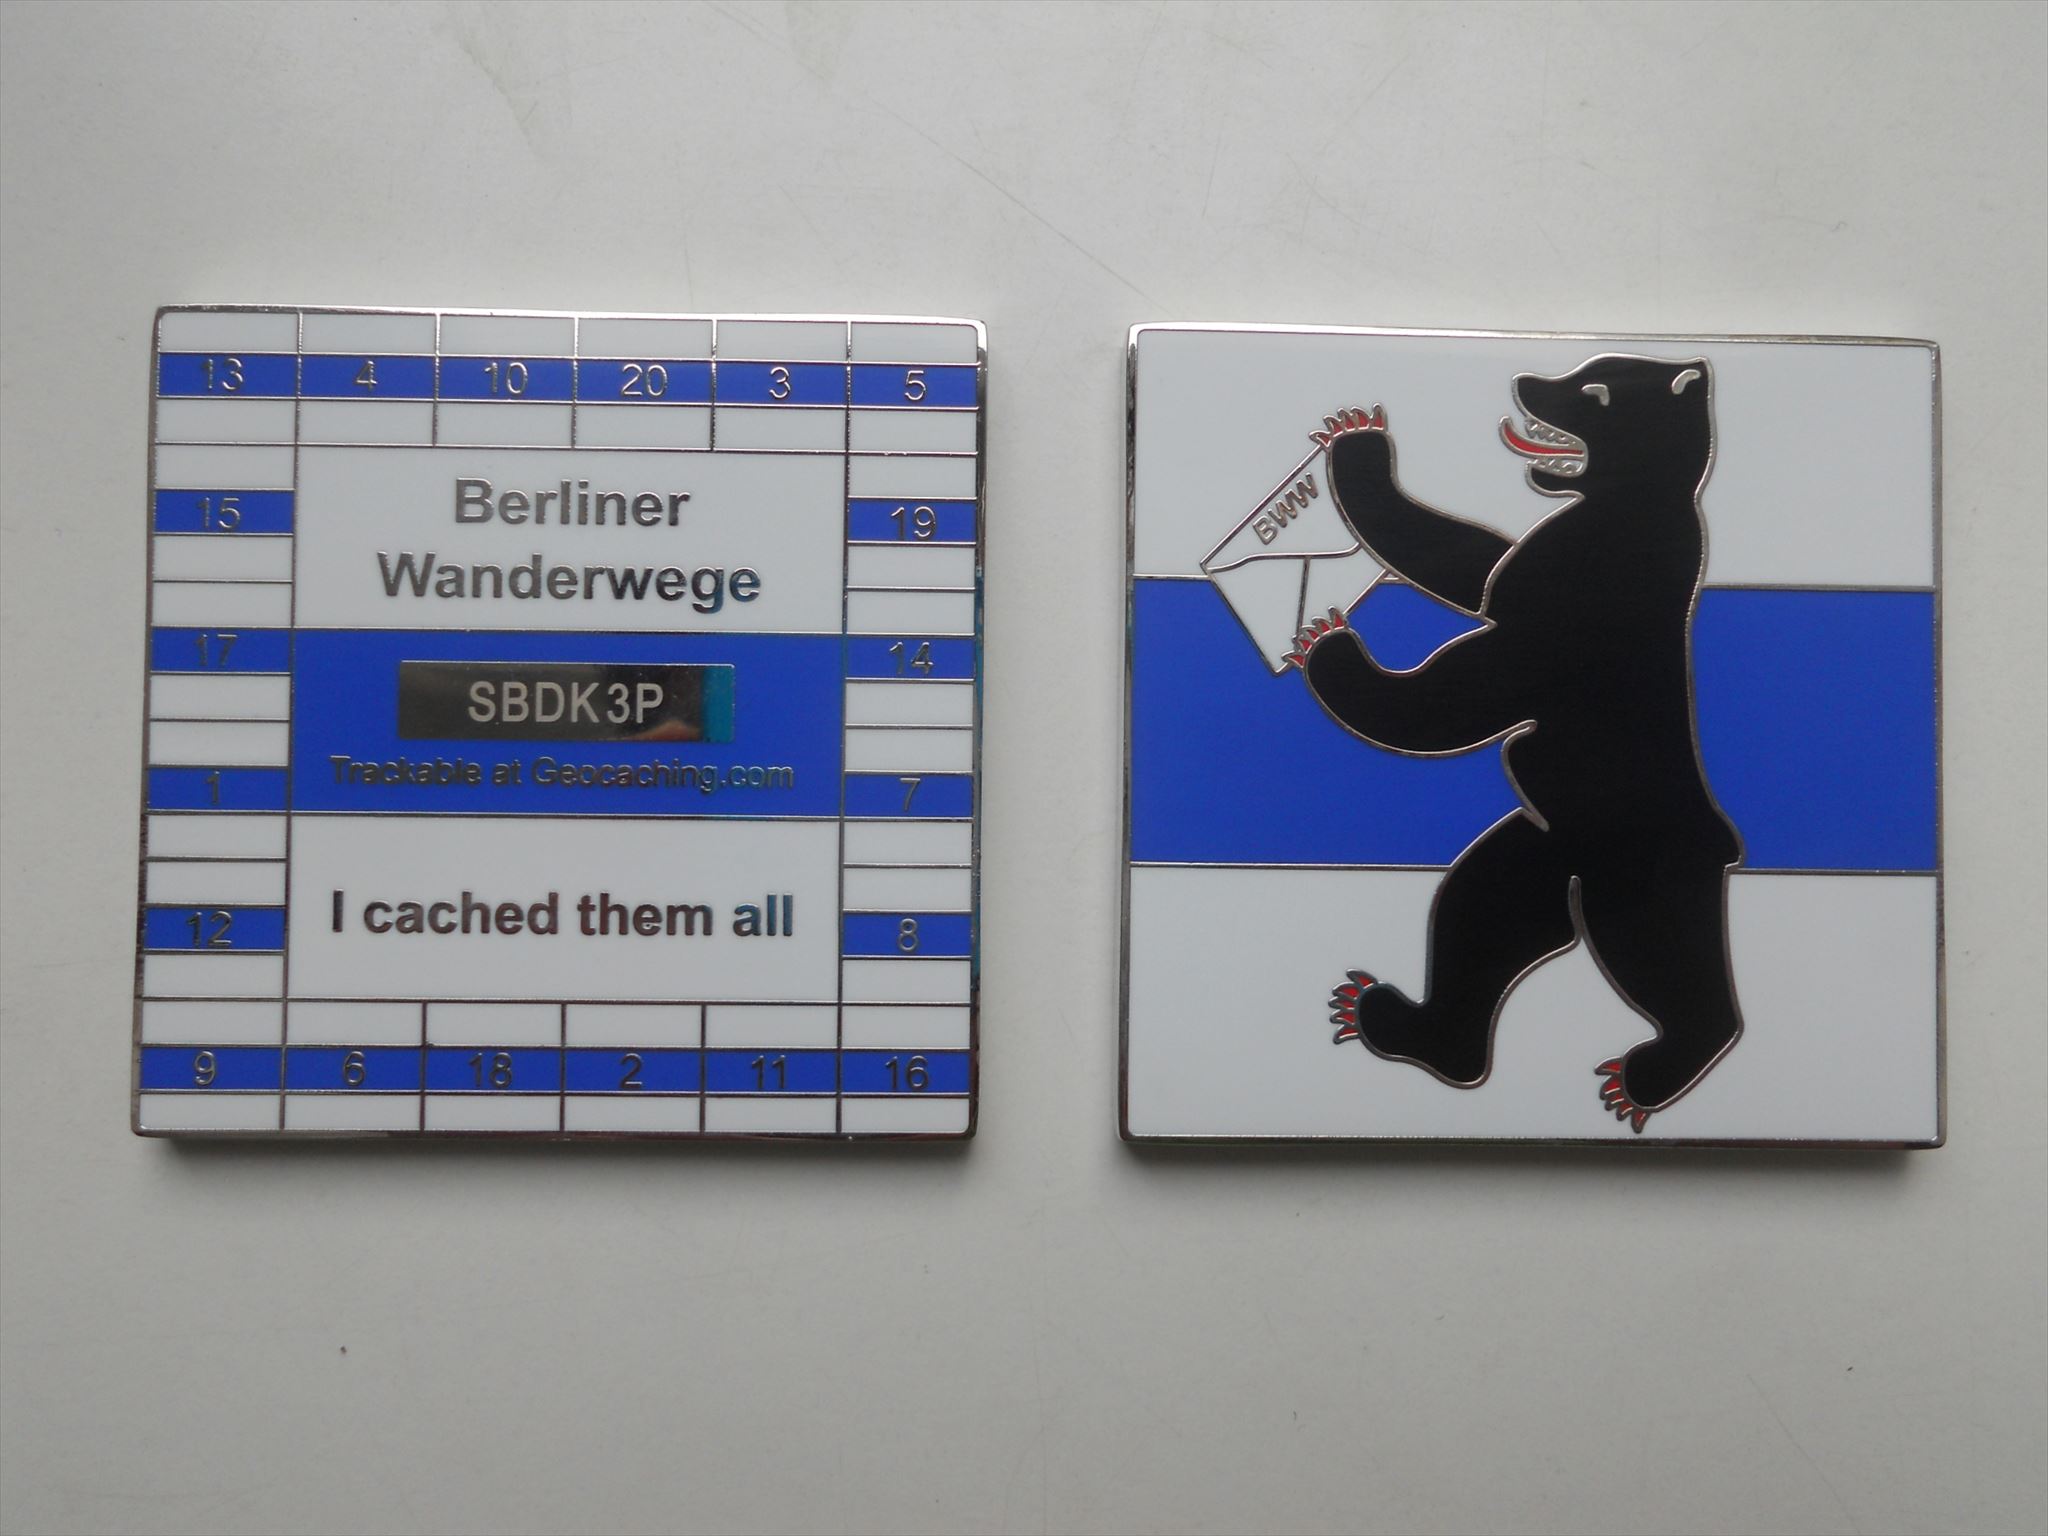 13 4 10 20 3 5
15 19
17 14
1 7
12 8
9 6 18 2 11 16
Berliner
Wanderwege
SBDK3P
Trackable at Geocaching.com
I cached them all
BWW